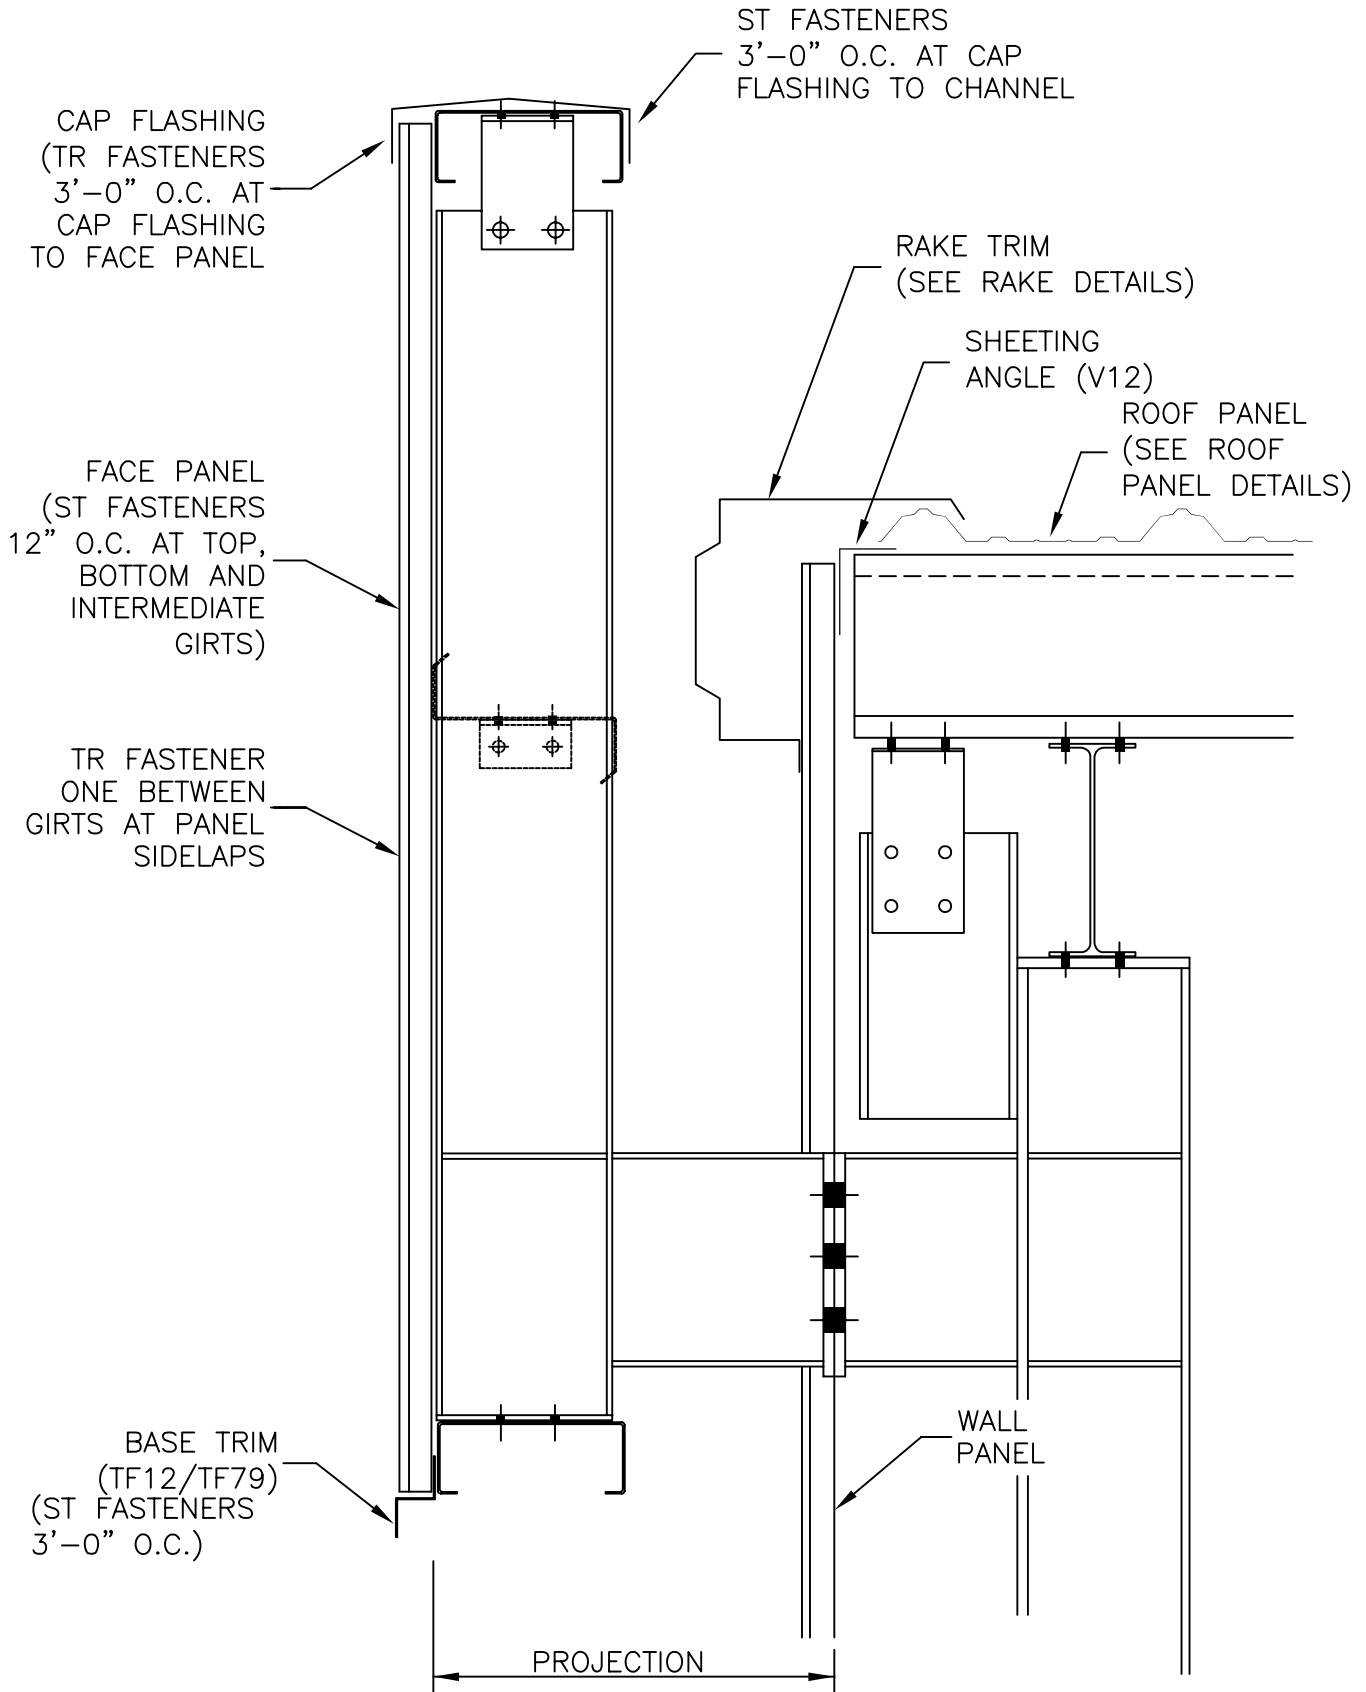 ST FASTENERS
3'-0" O.C. AT CAP
FLASHING TO CHANNEL
CAP FLASHING
(TR FASTENERS
3'-0" O.C. AT
CAP FLASHING
TO FACE PANEL
RAKE TRIM
(SEE RAKE DETAILS)
SHEETING
ANGLE (V12)
ROOF PANEL
(SEE ROOF
PANEL DETAILS)
FACE PANEL
(ST FASTENERS
12" O.C. AT TOP,
BOTTOM AND
INTERMEDIATE
GIRTS)
TR FASTENER
ONE BETWEEN
GIRTS AT PANEL
SIDELAPS
WALL
PANEL
BASE TRIM
(TF12/TF79)
(ST FASTENERS
3'-0" O.C.)
PROJECTION